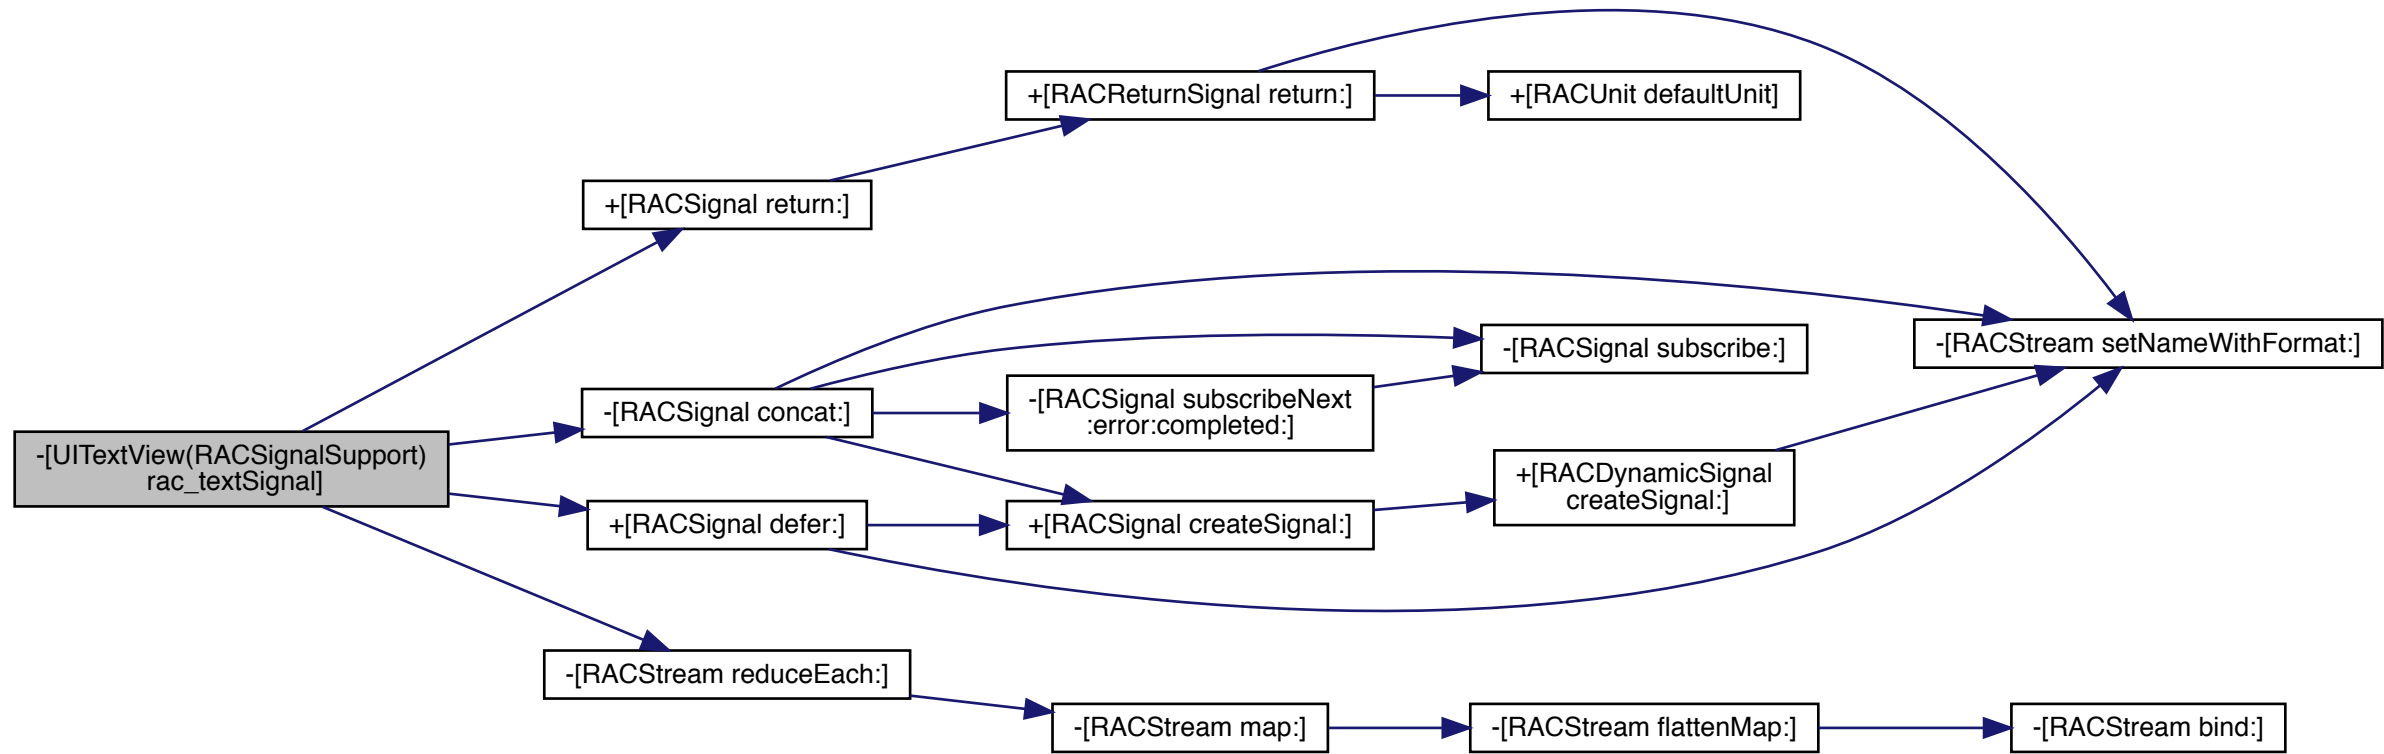 +[RACReturnSignal return:]
+[RACUnit defaultUnit]
+[RACSignal return:]
-[RACStream setNameWithFormat:]
-[RACSignal subscribe:]
-[RACSignal concat:]
-[RACSignal subscribeNext
:error:completed:]
-[UITextView(RACSignalSupport)
rac_textSignal]
+[RACDynamicSignal
createSignal:]
+[RACSignal defer:]
+[RACSignal createSignal:]
-[RACStream reduceEach:]
-[RACStream map:]
-[RACStream flattenMap:]
-[RACStream bind:]